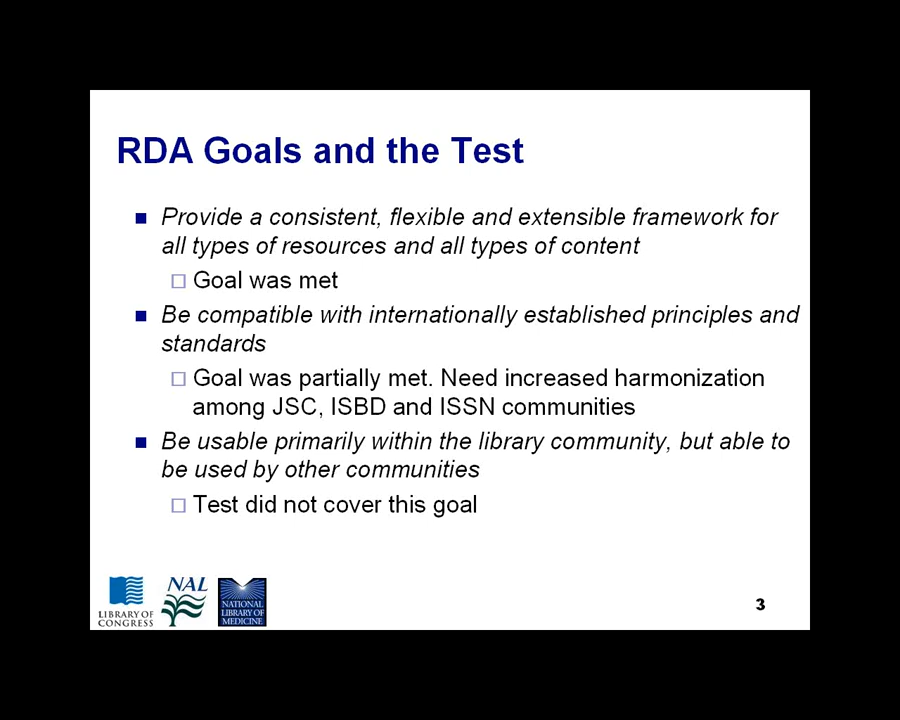 RDA Goals and the Test
Provide a consistent, flexible and extensible framework for
all types of resources and all types of content
Goal was met
Be compatible with internationally established principles and
standards
Goal was partially met. Need increased harmonization
among JSC, ISBD and ISSN communities
Be usable primarily within the library community, but able to
be used by other communities
Test did not cover this goal
LIBRARY OF
CONGRESS
NAL
NATIONAL
LIBRARY OF
MEDICINE
3